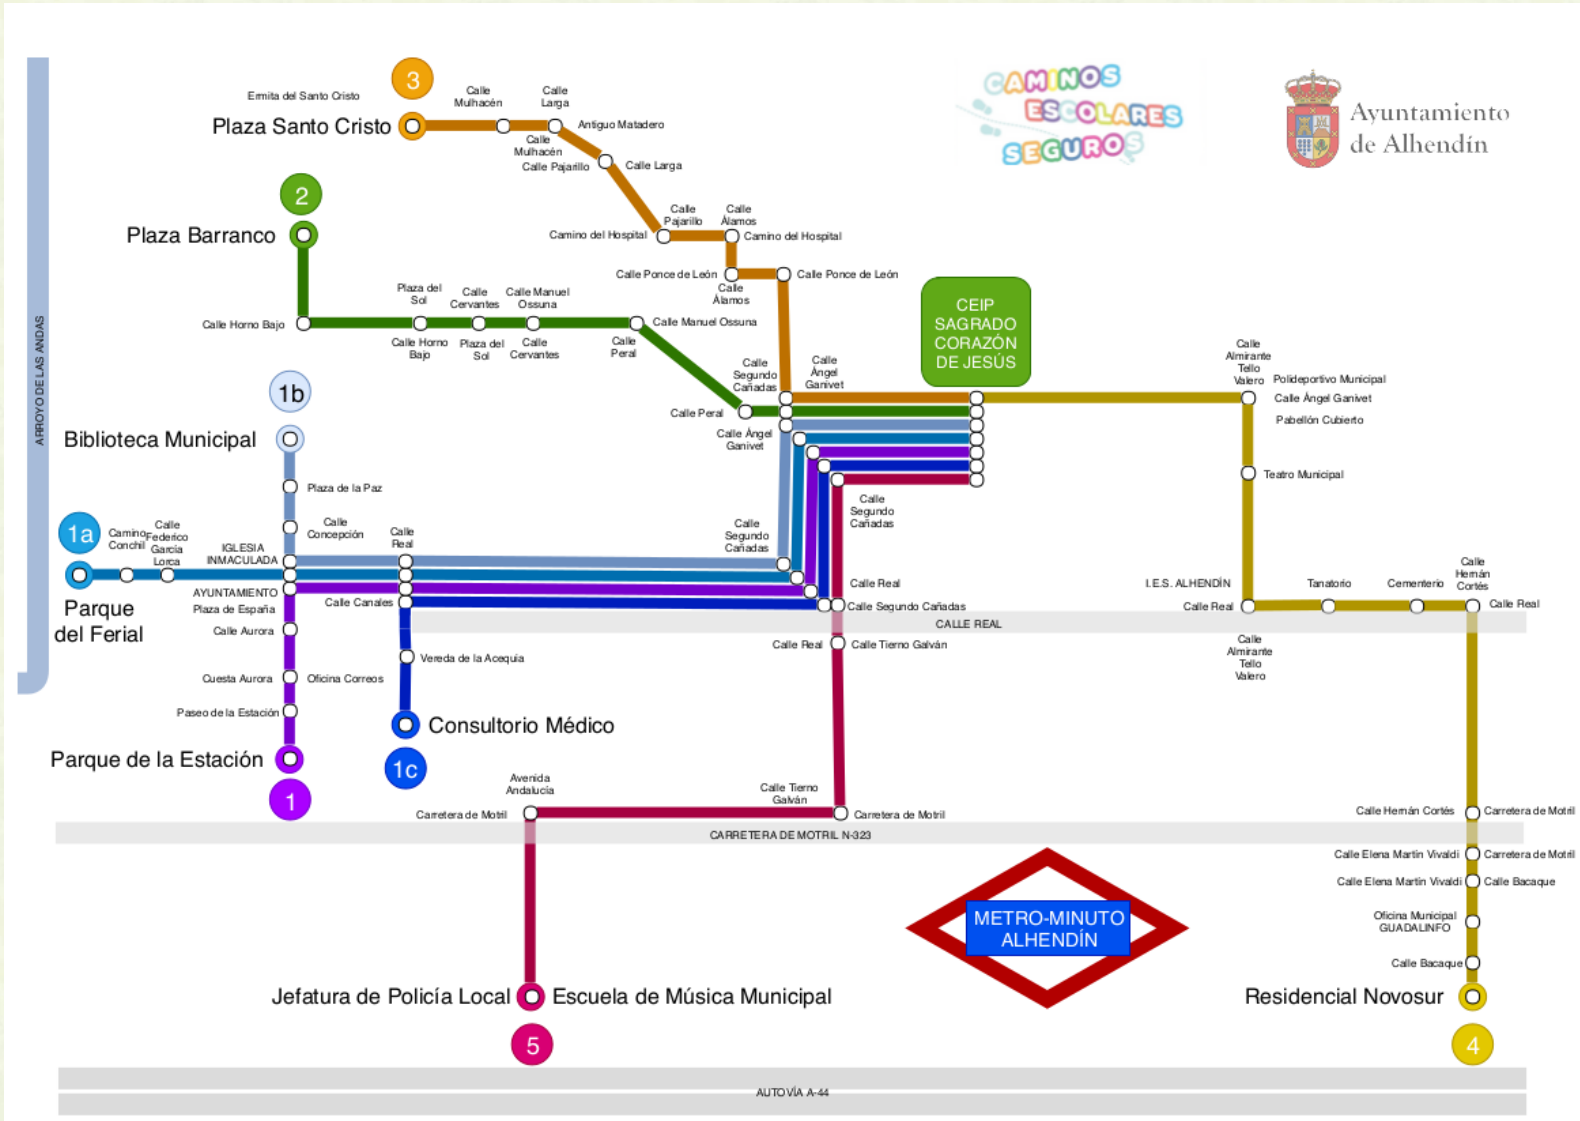 3
Ermita del Santo Cristo
Calle
Mulhacén
Calle
Larga
Plaza Santo Cristo
Antiguo Matadero
Calle
Mulhacén
Calle Pajarillo
Calle Larga
CAMINOS
ESCOLARES
SEGUROS
Ayuntamiento
de Alhendín
2
Plaza Barranco
Calle
Pajarillo
Calle
Álamos
Camino del Hospital
Camino del Hospital
Calle Ponce de León
Calle Ponce de León
Calle
Álamos
Plaza del
Sol
Calle
Cervantes
Calle Manuel
Ossuna
Calle Horno Bajo
Calle Manuel Ossuna
Calle Horno
Bajo
Plaza del
Sol
Calle
Cervantes
Calle
Peral
CEIP
SAGRADO
CORAZÓN
DE JESÚS
ARROYO DE LAS ANDAS
Calle
Segundo
Cañadas
Calle
Ángel
Ganivet
Calle Peral
Calle Ángel
Ganivet
Calle
Almirante
Tello
Valero
Polideportivo Municipal
Calle Ángel Ganivet
Pabellón Cubierto
Teatro Municipal
1b
Biblioteca Municipal
Plaza de la Paz
Calle
Concepción
Calle
Real
Calle
Segundo
Cañadas
Calle
Segundo
Cañadas
1a
Camino
Conchil
Calle
Federico
García
Lorca
IGLESIA
INMACULADA
Parque
del Ferial
AYUNTAMIENTO
Plaza de España
Calle Canales
Calle Real
Calle Segundo Cañadas
I.E.S. ALHENDÍN
Calle Real
Tanatorio
Cementerio
Calle
Hernán
Cortés
Calle Real
CALLE REAL
Calle Aurora
Calle Real
Calle Tierno Galván
Calle
Almirante
Tello
Valero
Vereda de la Acequia
Cuesta Aurora
Oficina Correos
Paseo de la Estación
Consultorio Médico
Parque de la Estación
1c
1
Avenida
Andalucía
Carretera de Motril
Calle Tierno
Galván
Carretera de Motril
Calle Hernán Cortés
Carretera de Motril
CARRETERA DE MOTRIL N-323
Calle Elena Martín Vivaldi
Carretera de Motril
Calle Elena Martín Vivaldi
Calle Bacaque
Oficina Municipal
GUADALINFO
Calle Bacaque
METRO-MINUTO
ALHENDÍN
Jefatura de Policía Local
Escuela de Música Municipal
Residencial Novosur
5
4
AUTOVÍA A-44